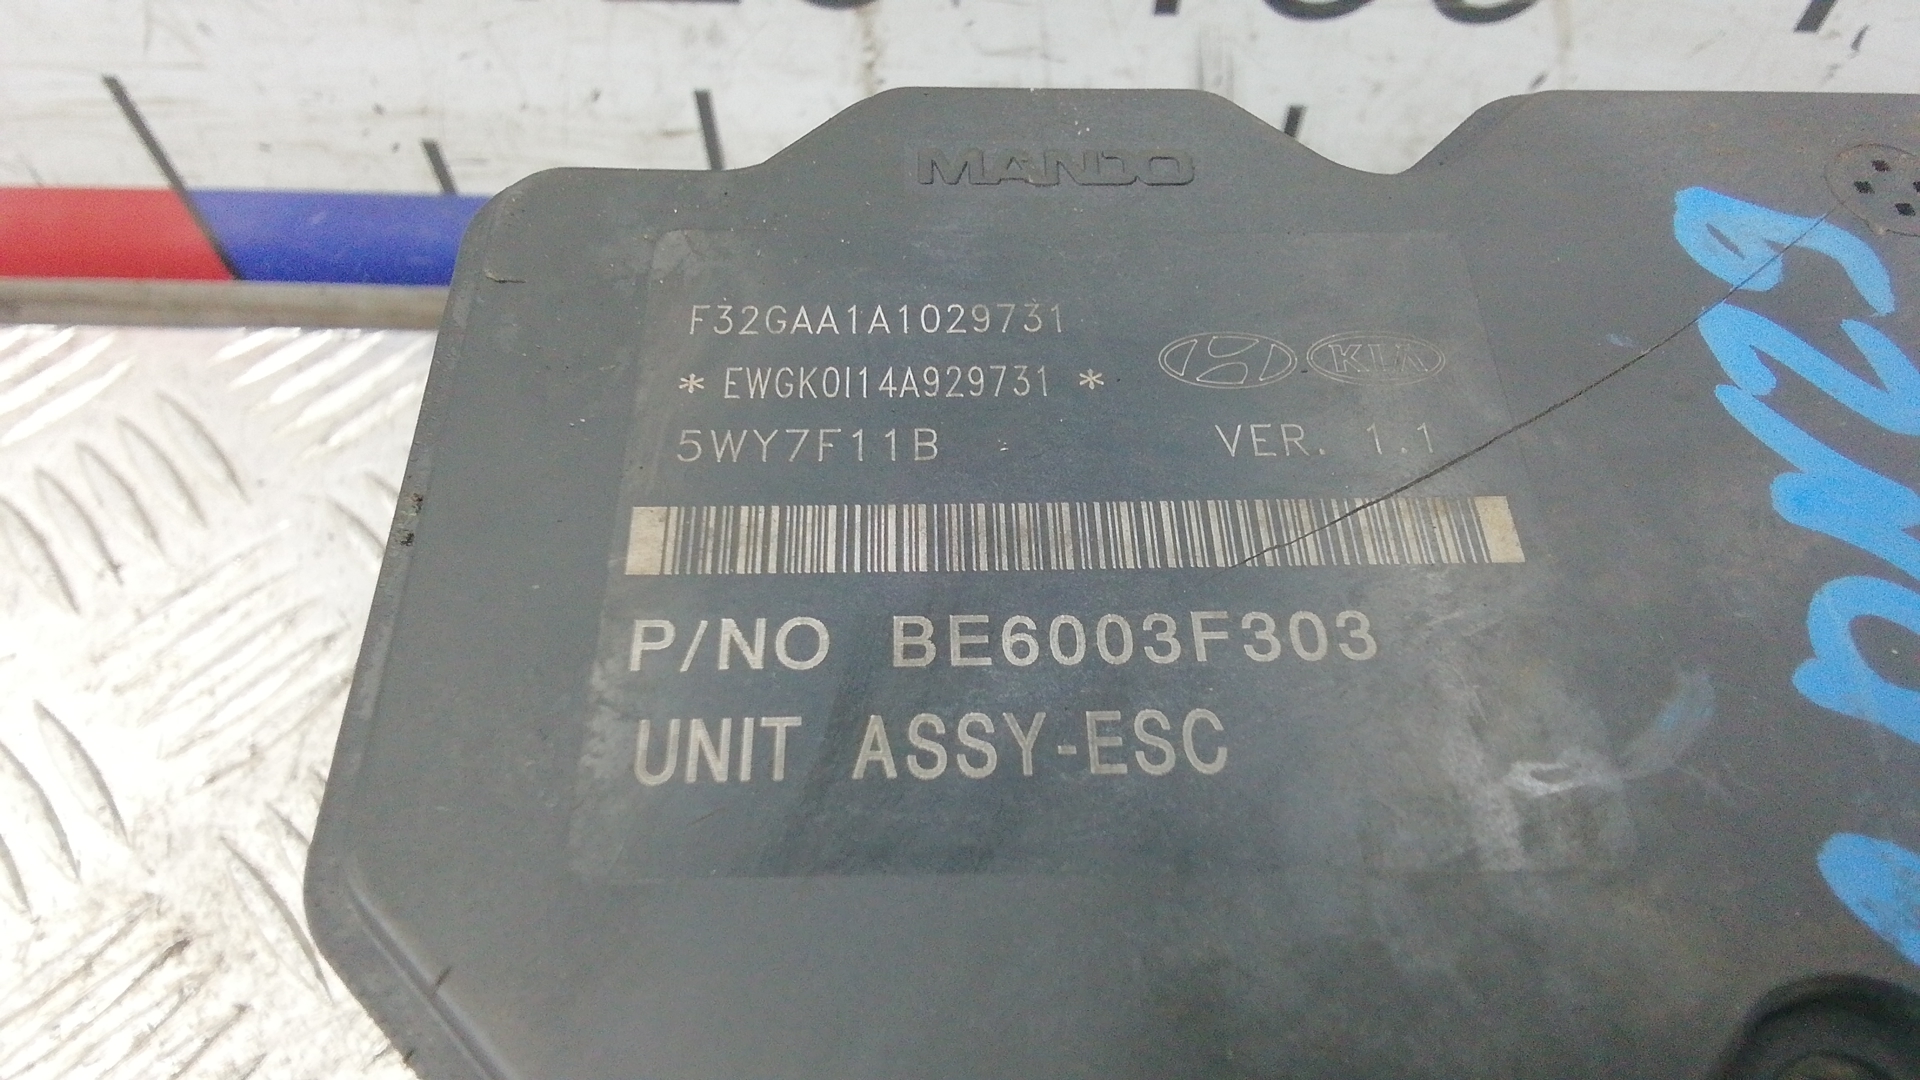 MANDO
F32GAA1A1029731
* EWGK0I14A929731 *
KIA
5WY7F11B VER. 1.1
P/NO BE6003F303
UNIT ASSY-ESC